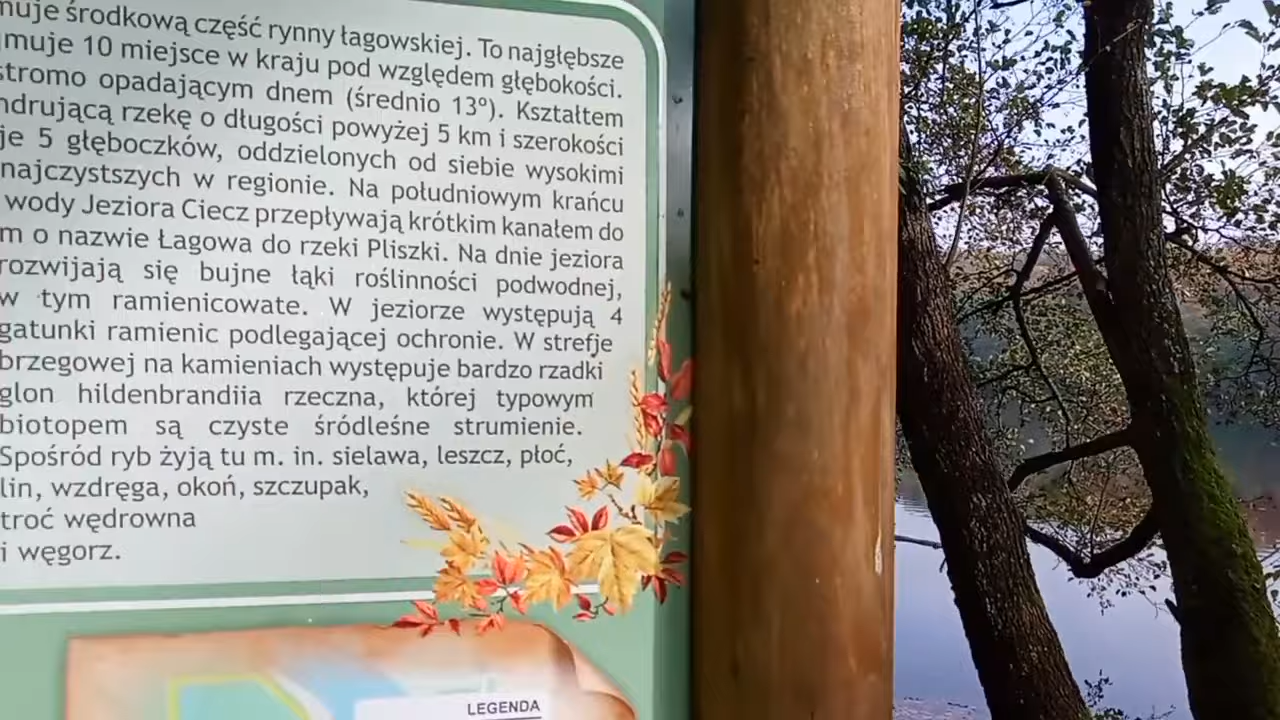 muje środkową część rynny łagowskiej. To najgłębsze
jmuje 10 miejsce w kraju pod względem głębokości.
stromo opadającym dnem (średnio 13º). Kształtem
ndrującą rzekę o długości powyżej 5 km i szerokości
je 5 głęboczków, oddzielonych od siebie wysokimi
najczystszych w regionie. Na południowym krańcu
wody Jeziora Ciecz przepływają krótkim kanałem do
m o nazwie Łagowa do rzeki Pliszki. Na dnie jeziora
rozwijają się bujne łąki roślinności podwodnej,
w tym ramienicowate. W jeziorze występują 4
gatunki ramienic podlegającej ochronie. W strefie
brzegowej na kamieniach występuje bardzo rzadki
glon hildenbrandiia rzeczna, której typowym
biotopem są czyste śródleśne strumienie.
Spośród ryb żyją tu m. in. sielawa, leszcz, płoć,
lin, wzdręga, okoń, szczupak,
troć wędrowna
i węgorz.
LEGENDA